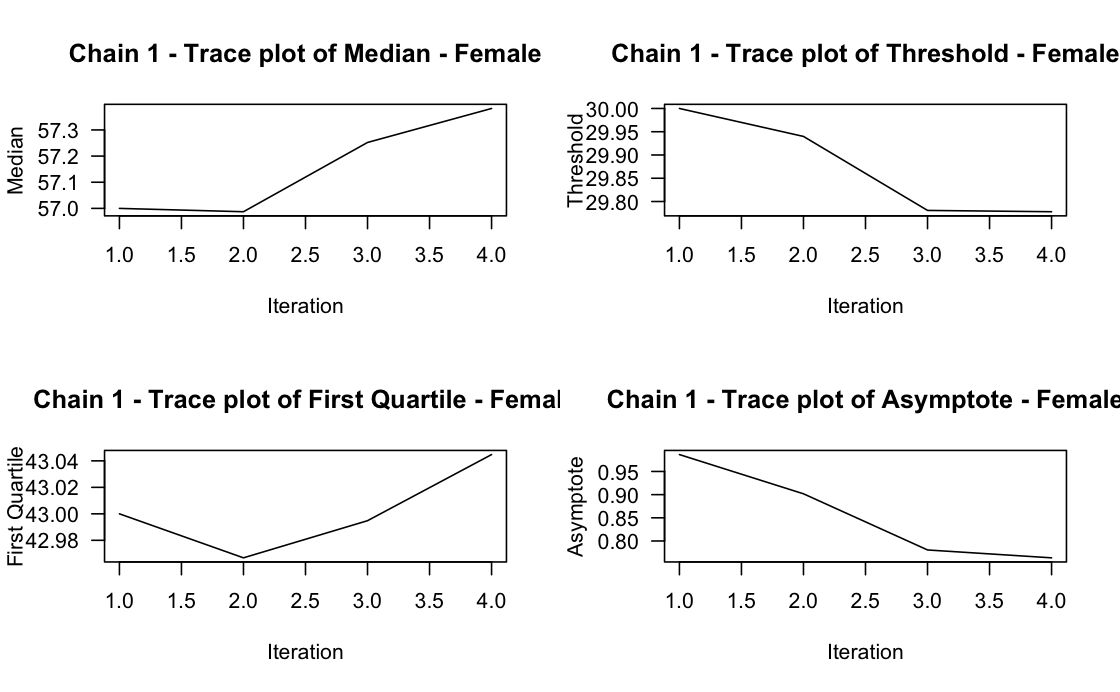 Chain 1 - Trace plot of Median - Female
Median
57.3
57.2
57.1
57.0
1.0 1.5 2.0 2.5 3.0 3.5 4.0
Iteration
Chain 1 - Trace plot of Threshold - Female
Threshold
30.00
29.95
29.90
29.85
29.80
1.0 1.5 2.0 2.5 3.0 3.5 4.0
Iteration
Chain 1 - Trace plot of First Quartile - Femal
First Quartile
43.04
43.02
43.00
42.98
1.0 1.5 2.0 2.5 3.0 3.5 4.0
Iteration
Chain 1 - Trace plot of Asymptote - Female
Asymptote
0.95
0.90
0.85
0.80
1.0 1.5 2.0 2.5 3.0 3.5 4.0
Iteration